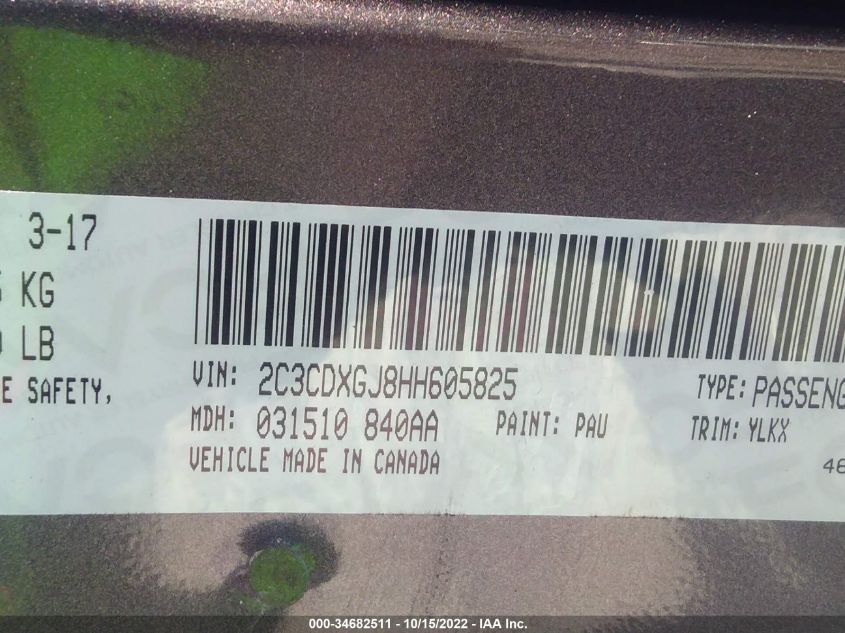 3-17
KG
LB
E SAFETY,
VIN: 2C3CDXGJ8HH605825
TYPE: PASSENG
MDH: 031510 840AA
PAINT: PAU
TRIM: YLKX
VEHICLE MADE IN CANADA
46
000-34682511 - 10/15/2022 - IAA Inc.